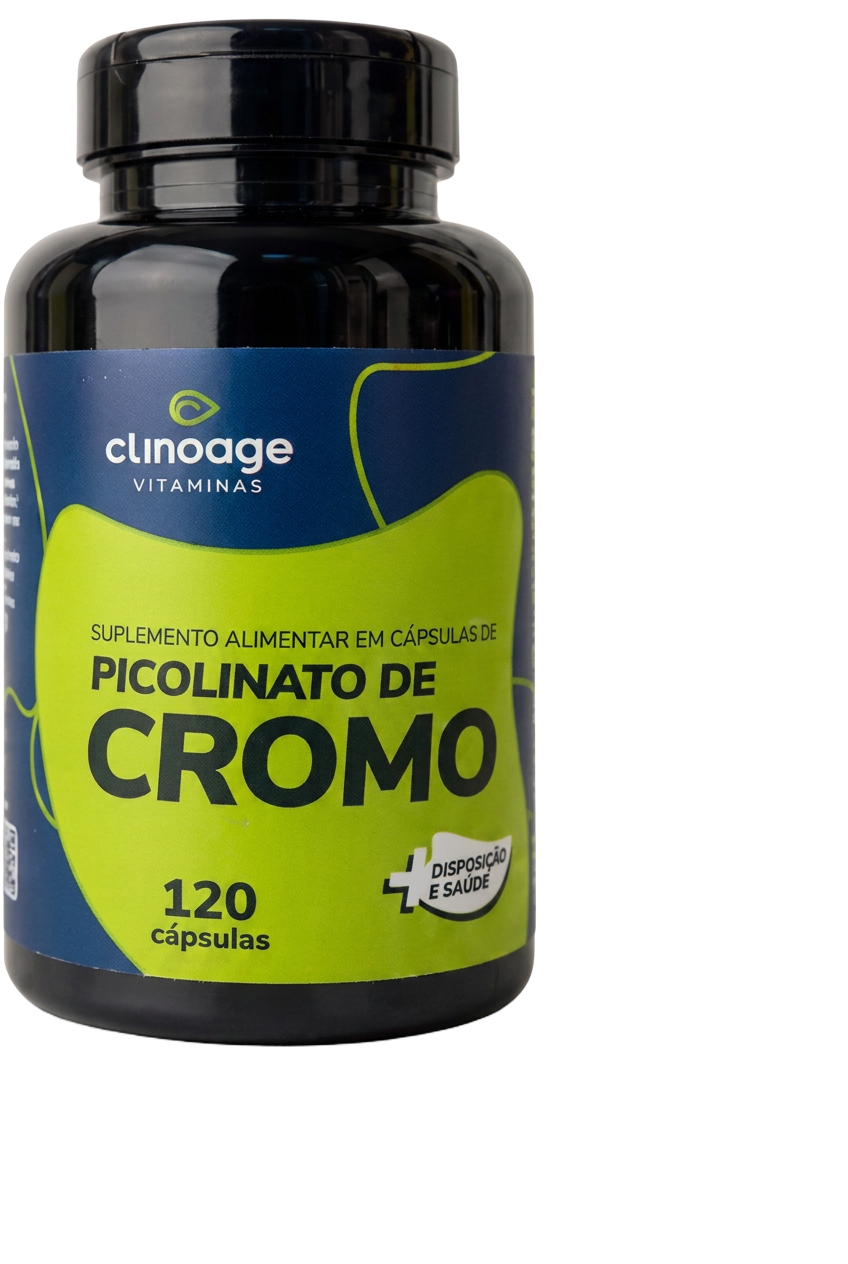 clinoage
VITAMINAS
SUPLEMENTO ALIMENTAR EM CÁPSULAS DE
PICOLINATO DE
CROMO
DISPOSIÇÃO
E SAÚDE
120
cápsulas